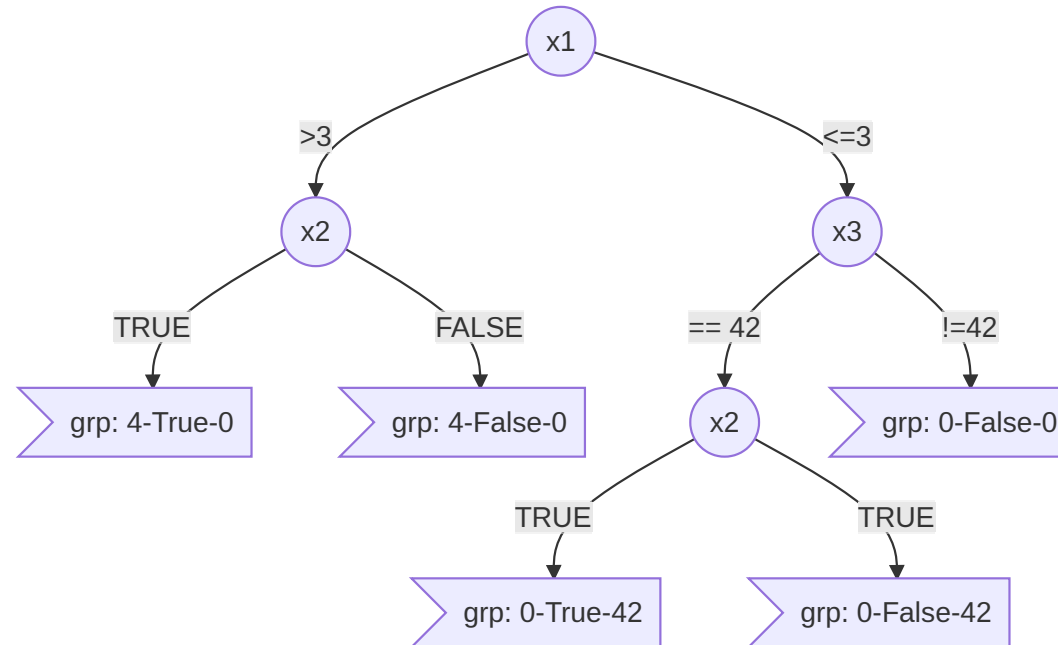 x1
>3
<=3
x2
x3
TRUE
FALSE
== 42
!=42
grp: 4-True-0
grp: 4-False-0
x2
grp: 0-False-0
TRUE
TRUE
grp: 0-True-42
grp: 0-False-42